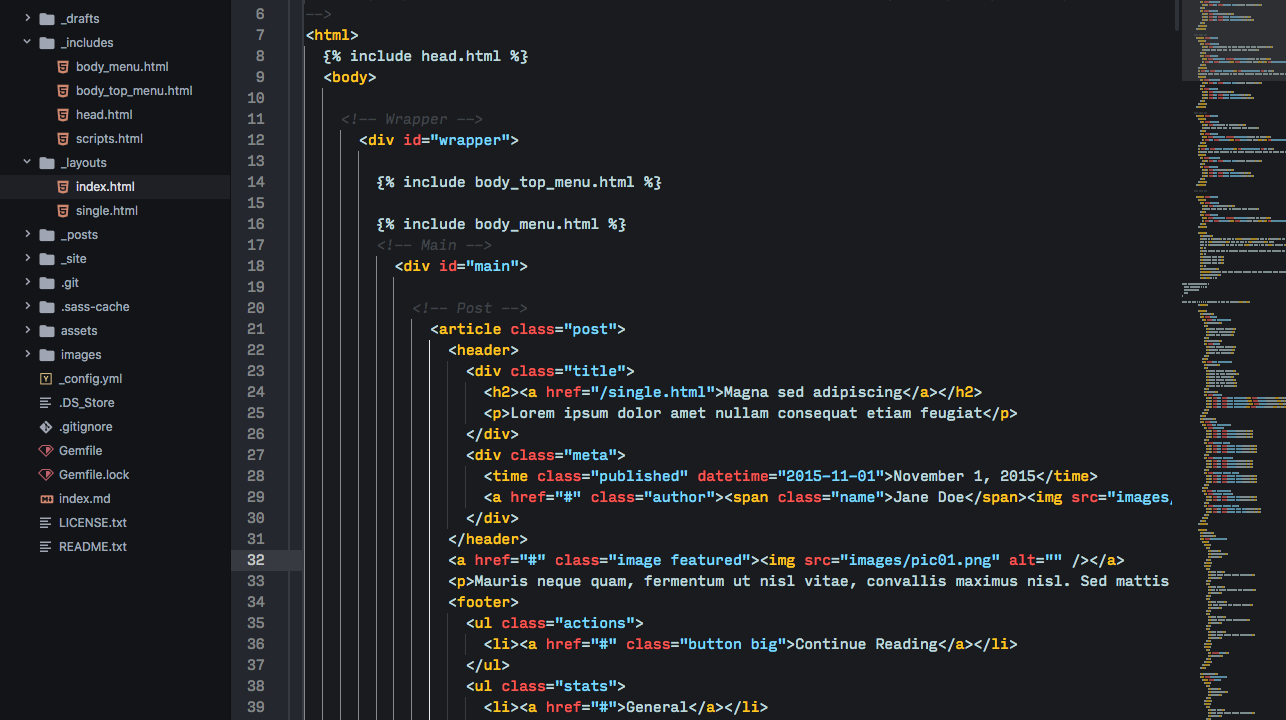 _drafts
_includes
body_menu.html
body_top_menu.html
head.html
scripts.html
_layouts
index.html
single.html
_posts
_site
.git
.sass-cache
assets
images
_config.yml
.DS_Store
.gitignore
Gemfile
Gemfile.lock
index.md
LICENSE.txt
README.txt
6 -->
7 <html>
8 {% include head.html %}
9 <body>
10
11 <!-- Wrapper -->
12 <div id="wrapper">
13
14 {% include body_top_menu.html %}
15
16 {% include body_menu.html %}
17 <!-- Main -->
18 <div id="main">
19
20 <!-- Post -->
21 <article class="post">
22 <header>
23 <div class="title">
24 <h2><a href="/single.html">Magna sed adipiscing</a></h2>
25 <p>Lorem ipsum dolor amet nullam consequat etiam feugiat</p>
26 </div>
27 <div class="meta">
28 <time class="published" datetime="2015-11-01">November 1, 2015</time>
29 <a href="#" class="author"><span class="name">Jane Doe</span><img src="images/
30 </div>
31 </header>
32 <a href="#" class="image featured"><img src="images/pic01.png" alt="" /></a>
33 <p>Mauris neque quam, fermentum ut nisl vitae, convallis maximus nisl. Sed mattis
34 <footer>
35 <ul class="actions">
36 <li><a href="#" class="button big">Continue Reading</a></li>
37 </ul>
38 <ul class="stats">
39 <li><a href="#">General</a></li>